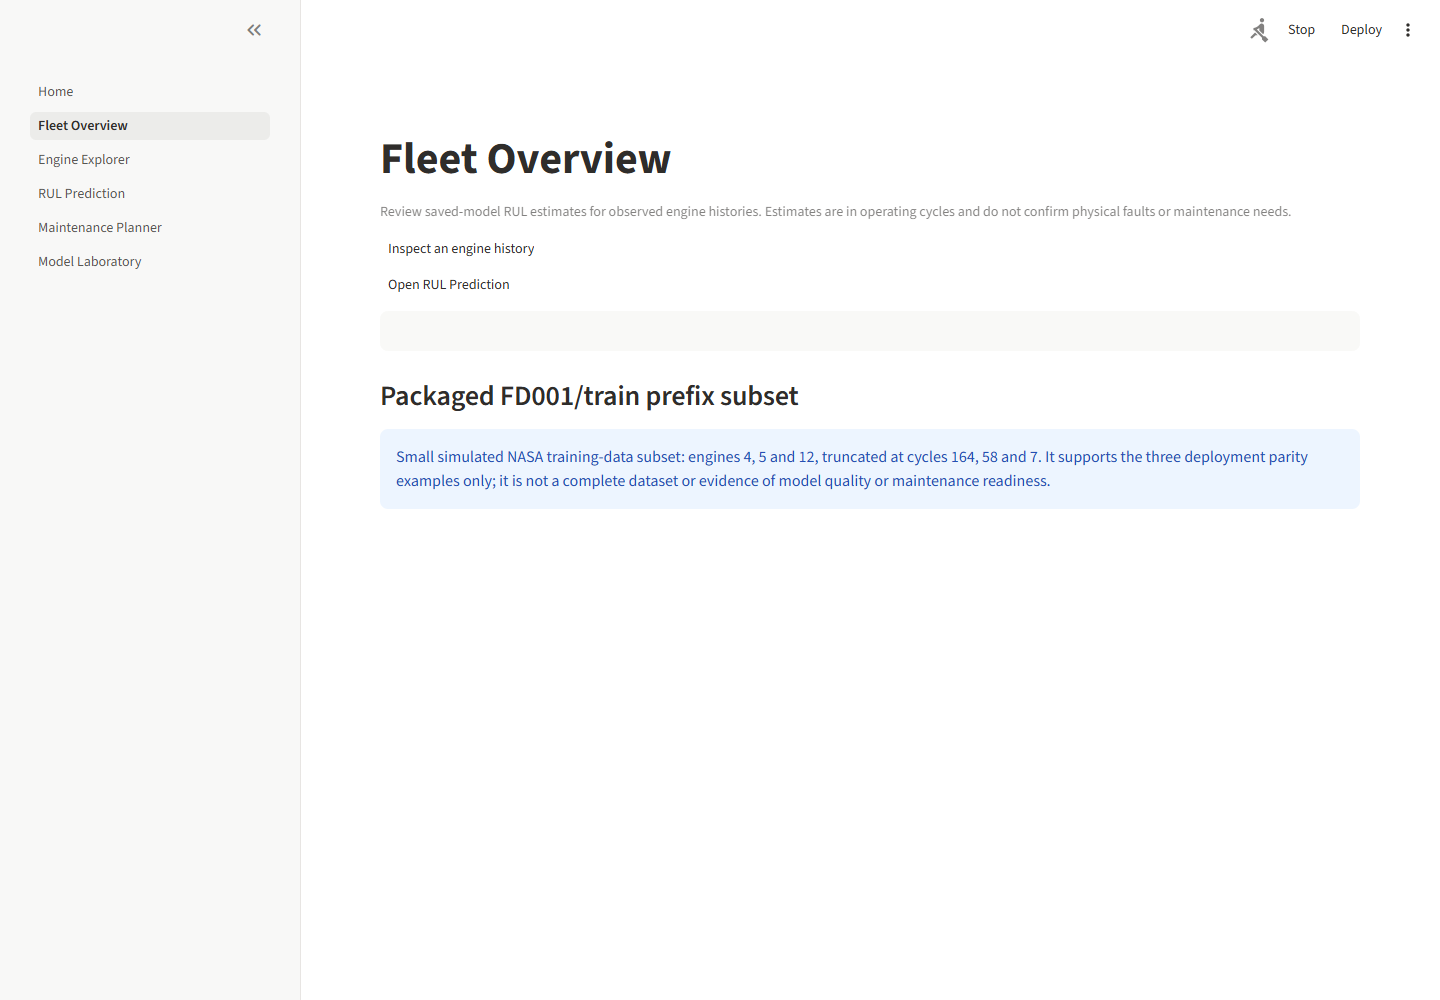 Stop
Deploy
Home
Fleet Overview
Engine Explorer
RUL Prediction
Maintenance Planner
Model Laboratory
Fleet Overview
Review saved-model RUL estimates for observed engine histories. Estimates are in operating cycles and do not confirm physical faults or maintenance needs.
Inspect an engine history
Open RUL Prediction
Packaged FD001/train prefix subset
Small simulated NASA training-data subset: engines 4, 5 and 12, truncated at cycles 164, 58 and 7. It supports the three deployment parity
examples only; it is not a complete dataset or evidence of model quality or maintenance readiness.